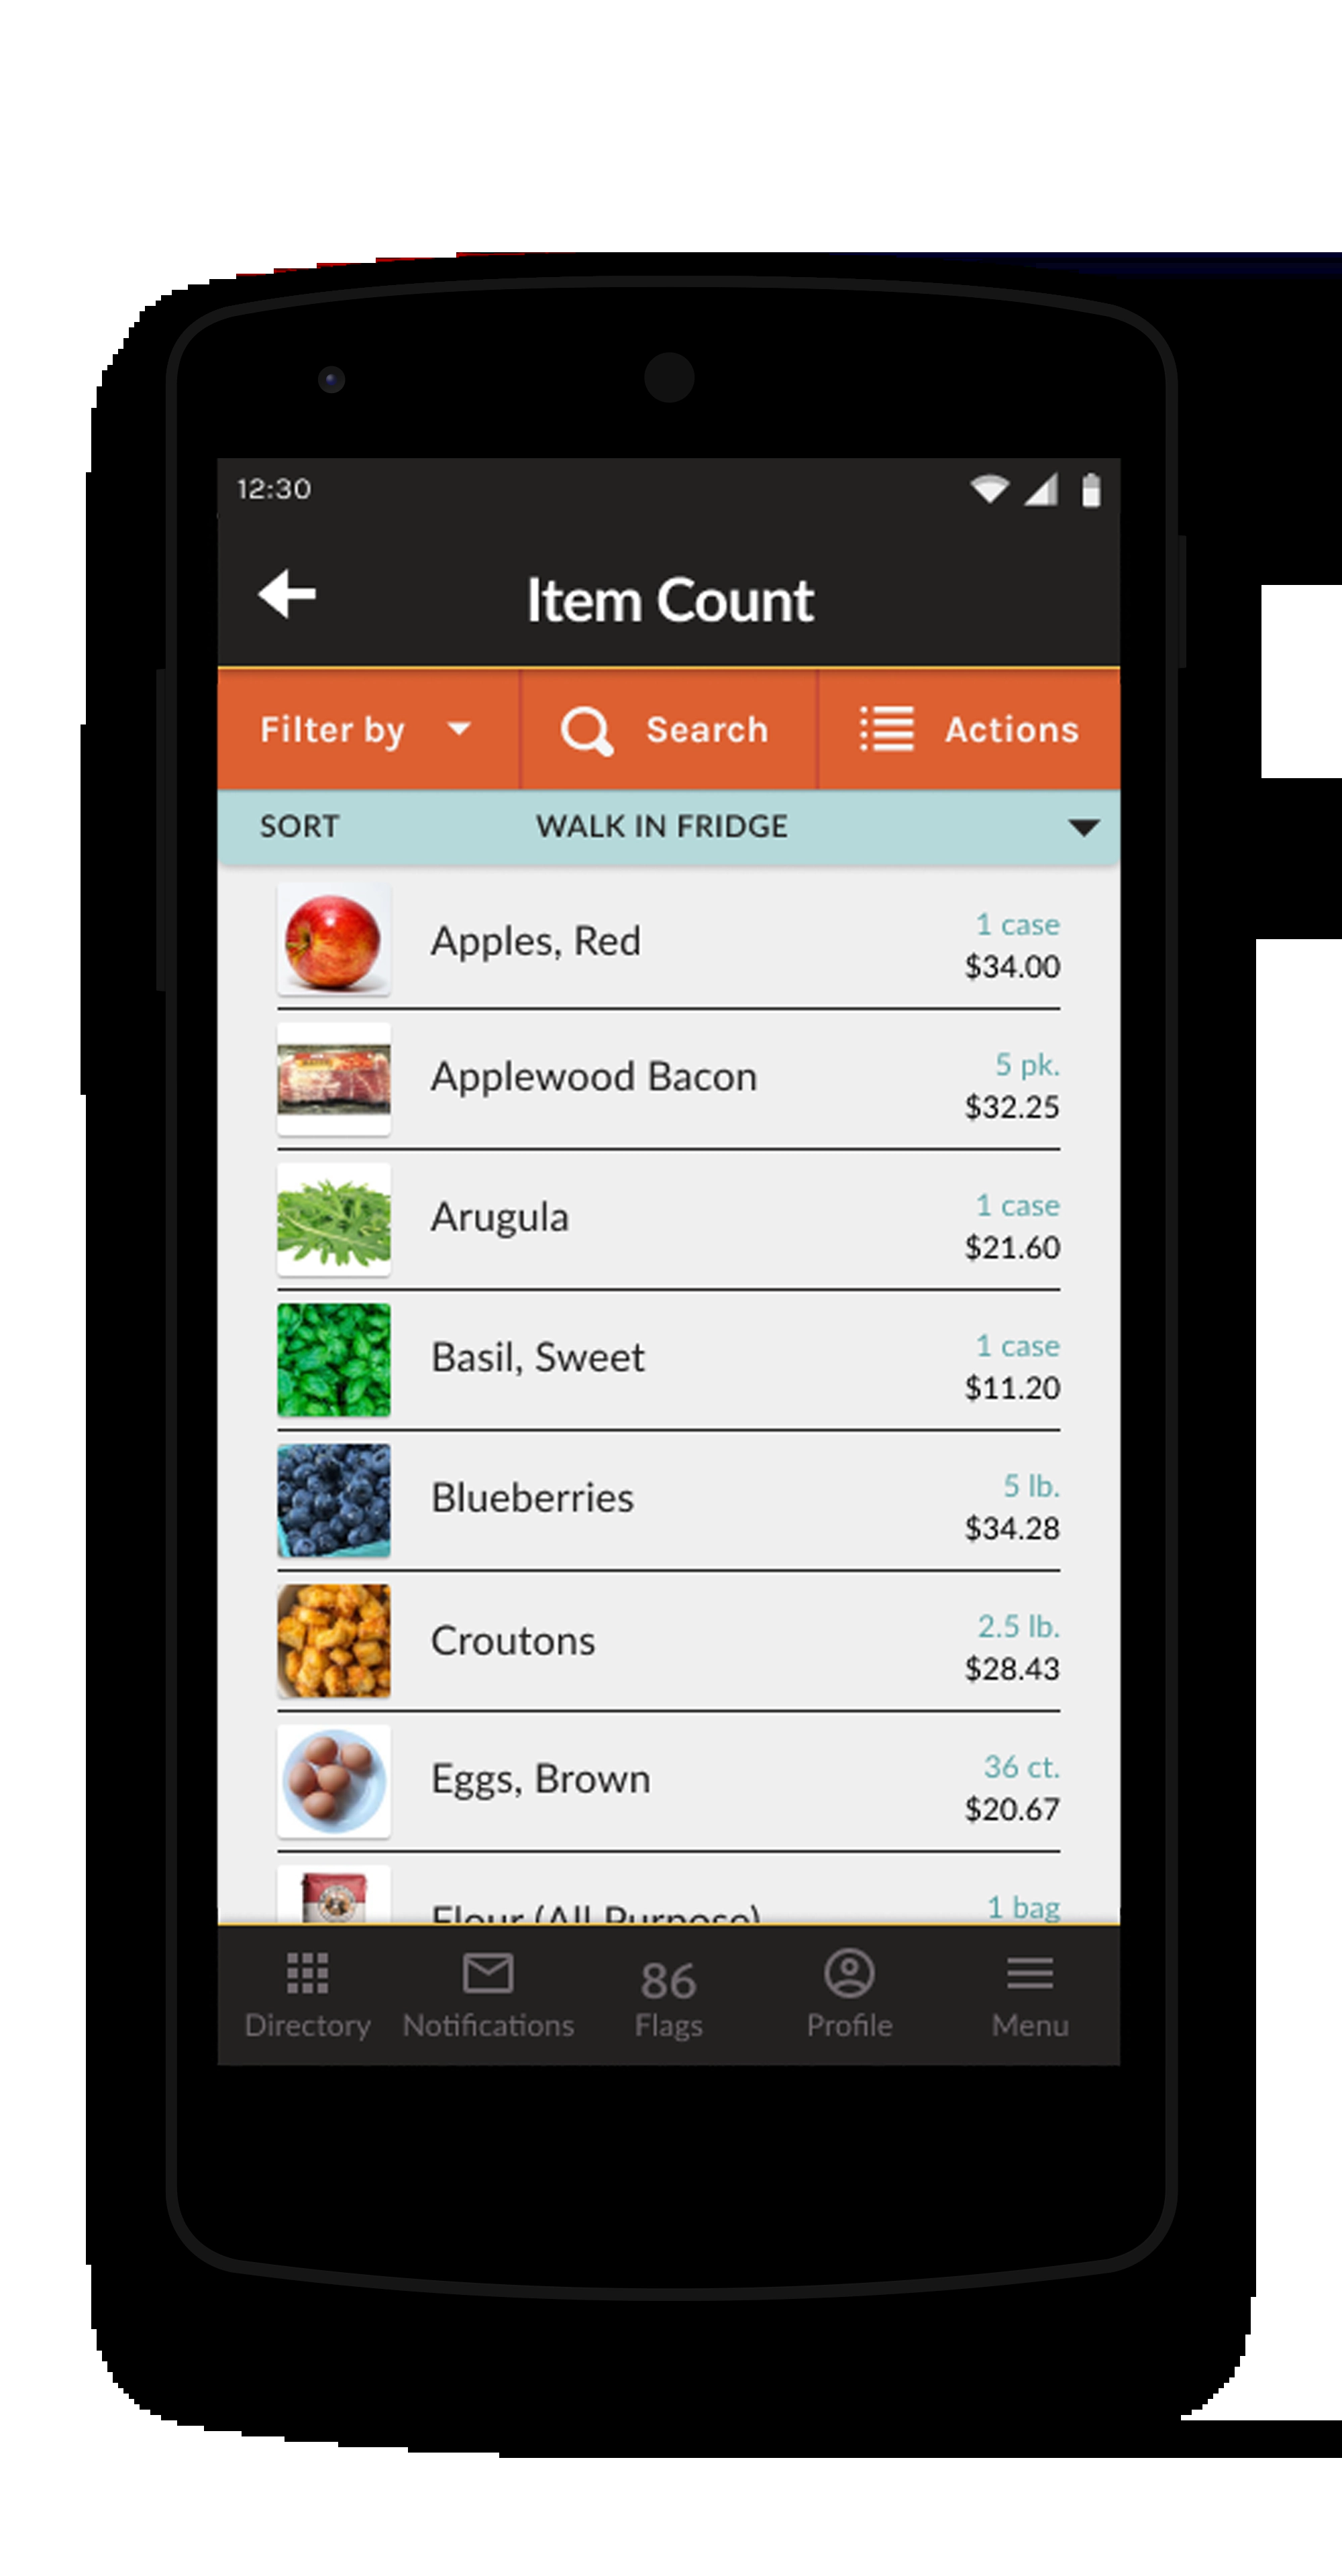 12:30
Item Count
Filter by Search Actions
SORT WALK IN FRIDGE
Apples, Red
1 case
$34.00
Applewood Bacon
5 pk.
$32.25
Arugula
1 case
$21.60
Basil, Sweet
1 case
$11.20
Blueberries
5 lb.
$34.28
Croutons
2.5 lb.
$28.43
Eggs, Brown
36 ct.
$20.67
Flour (All Purpose)
1 bag
86
Directory Notifications Flags Profile Menu